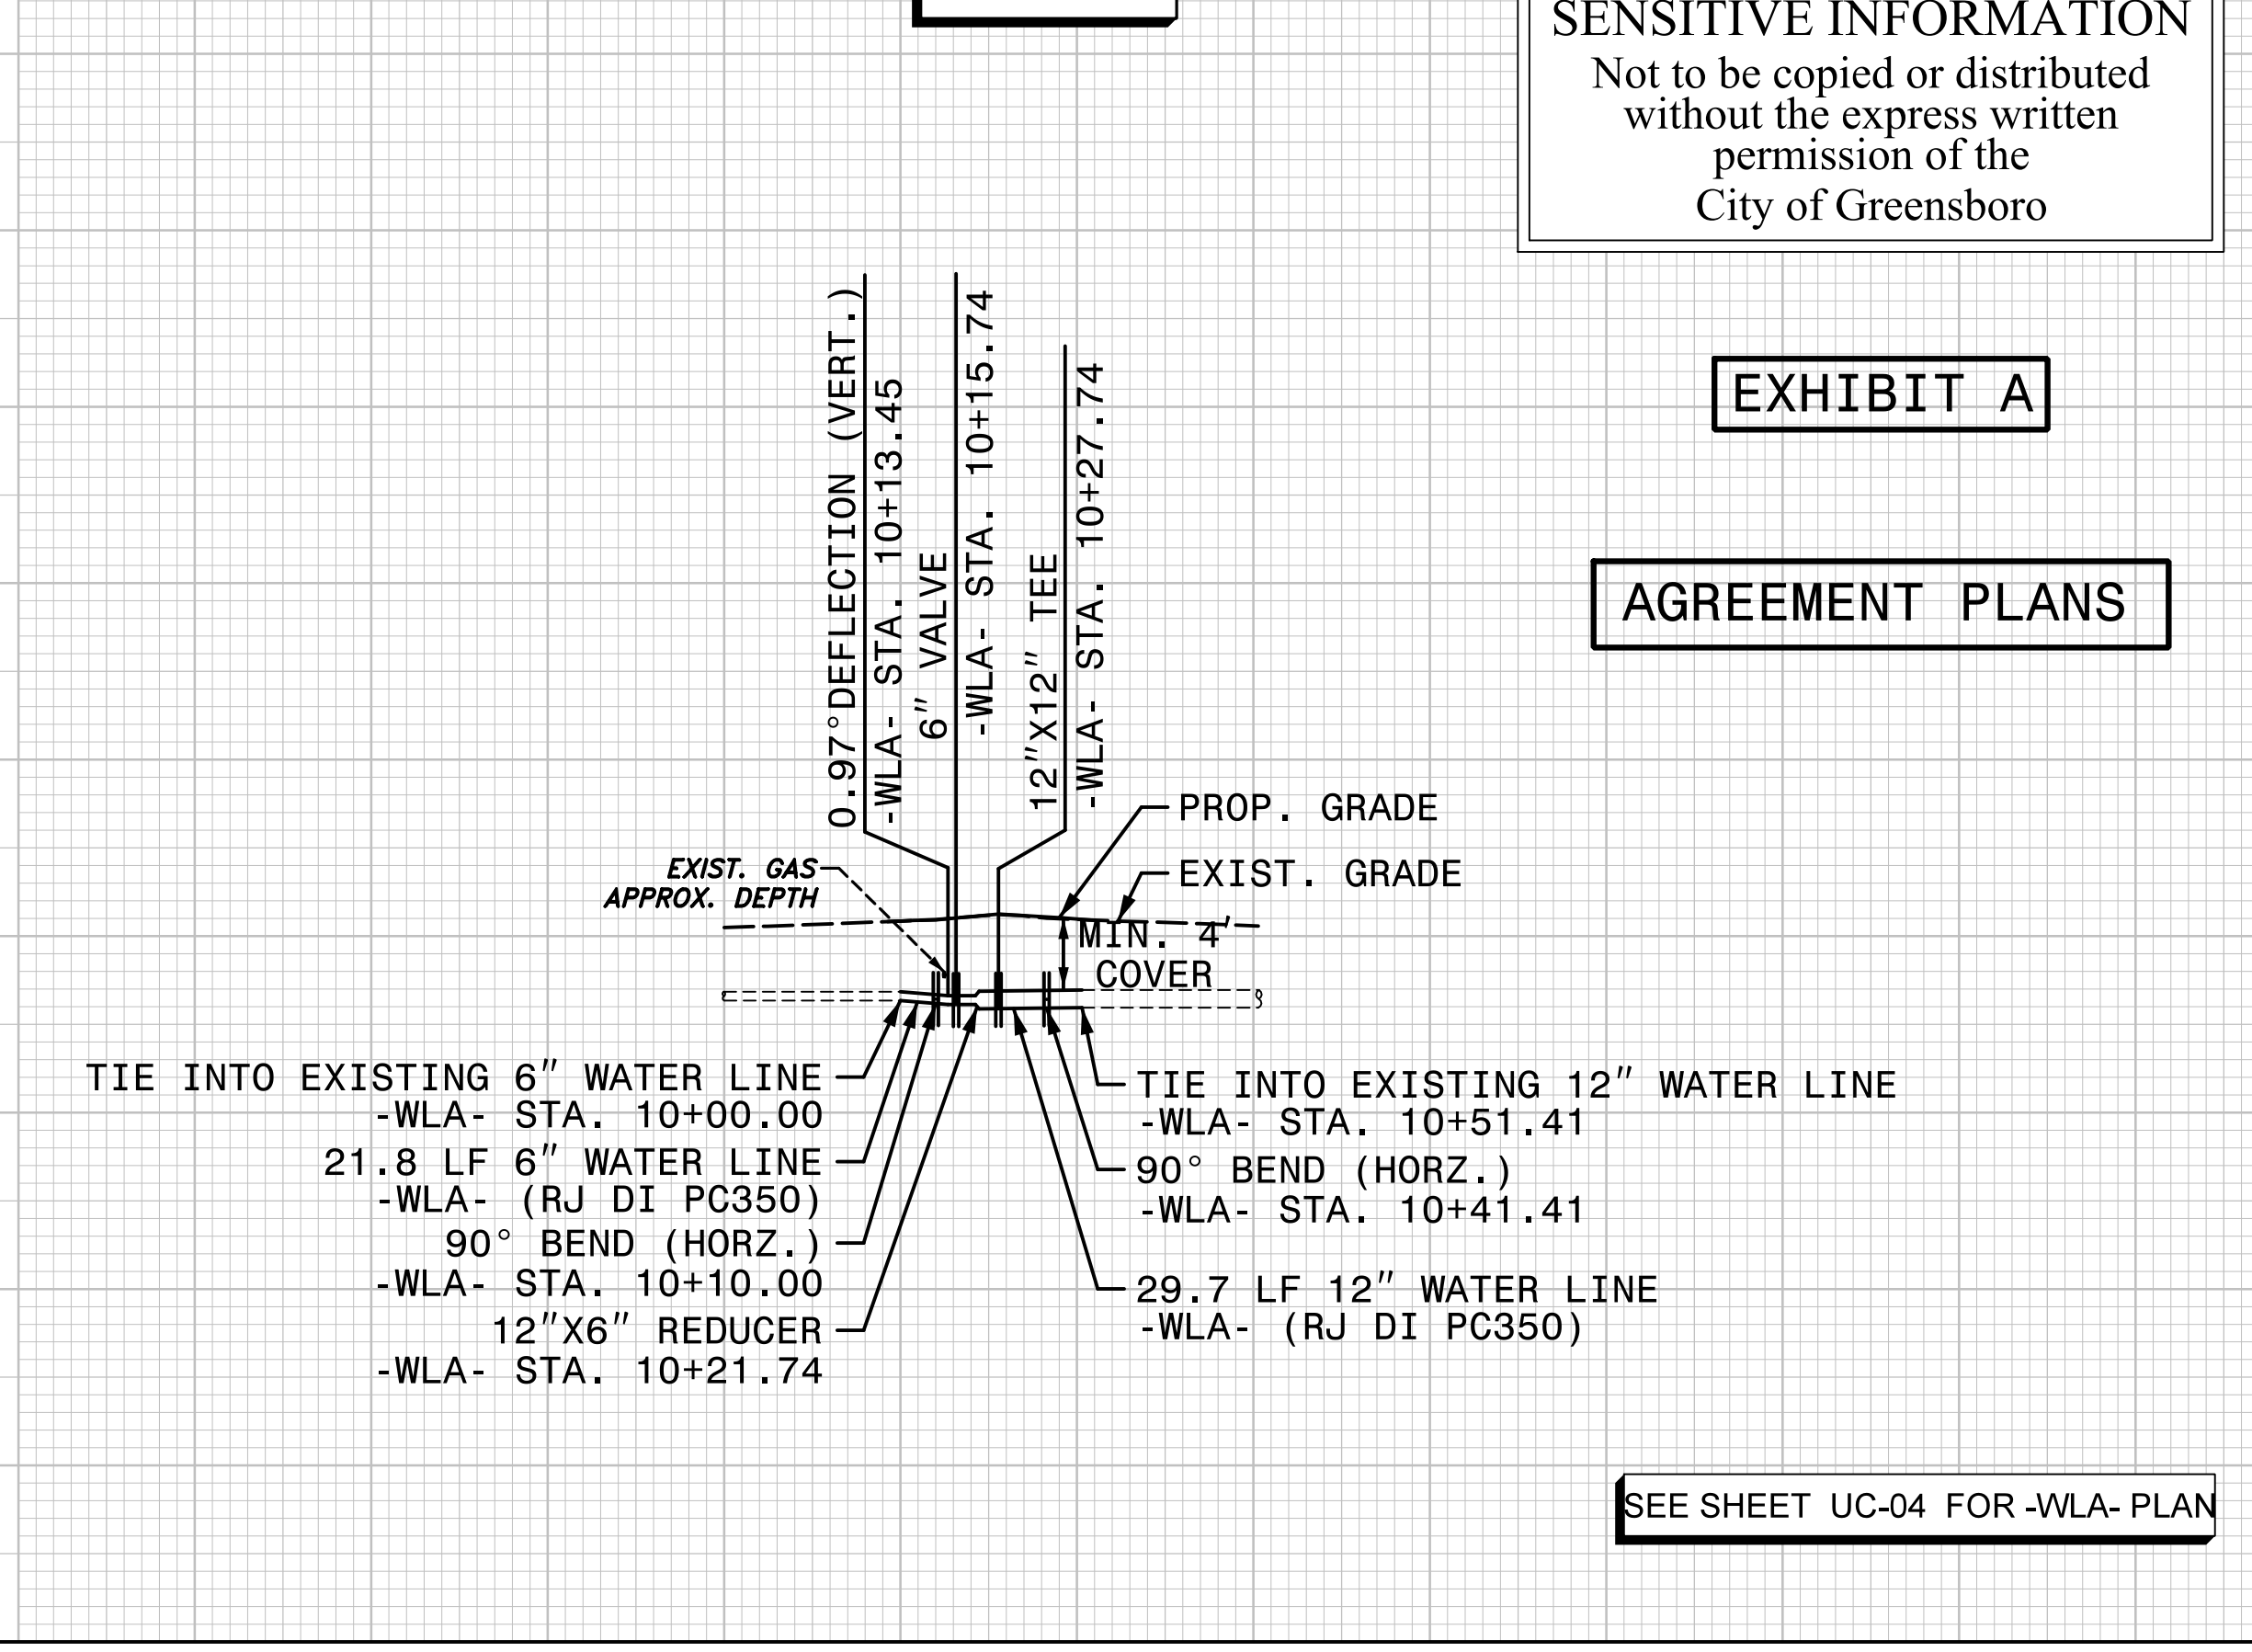 SENSITIVE INFORMATION
Not to be copied or distributed
without the express written
permission of the
City of Greensboro
EXHIBIT A
AGREEMENT PLANS
0.97°DEFLECTION (VERT.)
-WLA- STA. 10+13.45
6" VALVE
-WLA- STA. 10+15.74
12"X12" TEE
-WLA- STA. 10+27.74
PROP. GRADE
EXIST. GRADE
EXIST. GAS
APPROX. DEPTH
MIN. 4'
COVER
TIE INTO EXISTING 6" WATER LINE
-WLA- STA. 10+00.00
21.8 LF 6" WATER LINE
-WLA- (RJ DI PC350)
90° BEND (HORZ.)
-WLA- STA. 10+10.00
12"X6" REDUCER
-WLA- STA. 10+21.74
TIE INTO EXISTING 12" WATER LINE
-WLA- STA. 10+51.41
90° BEND (HORZ.)
-WLA- STA. 10+41.41
29.7 LF 12" WATER LINE
-WLA- (RJ DI PC350)
SEE SHEET UC-04 FOR -WLA- PLAN